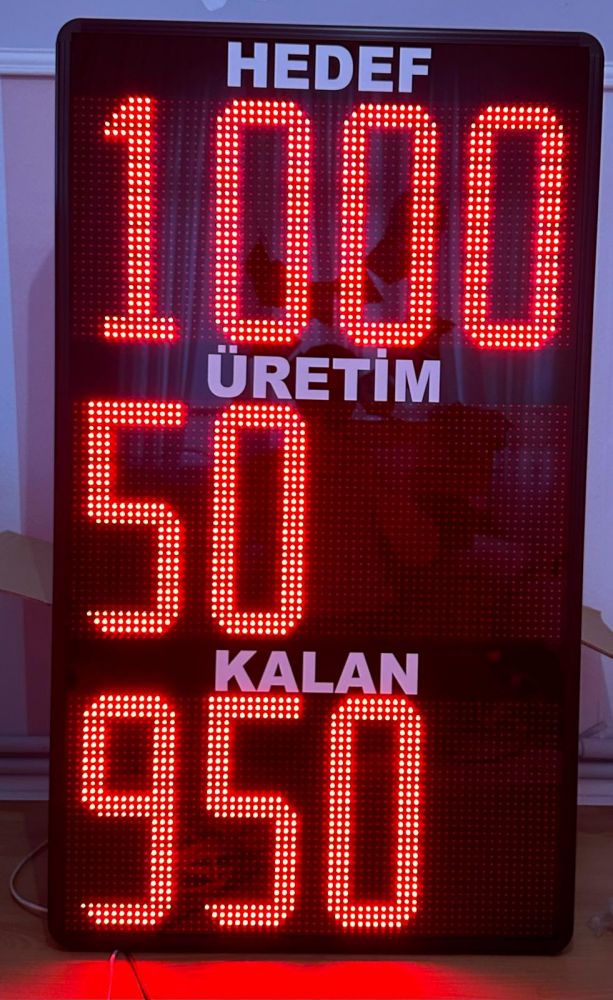 HEDEF
1000
ÜRETİM
50
KALAN
950